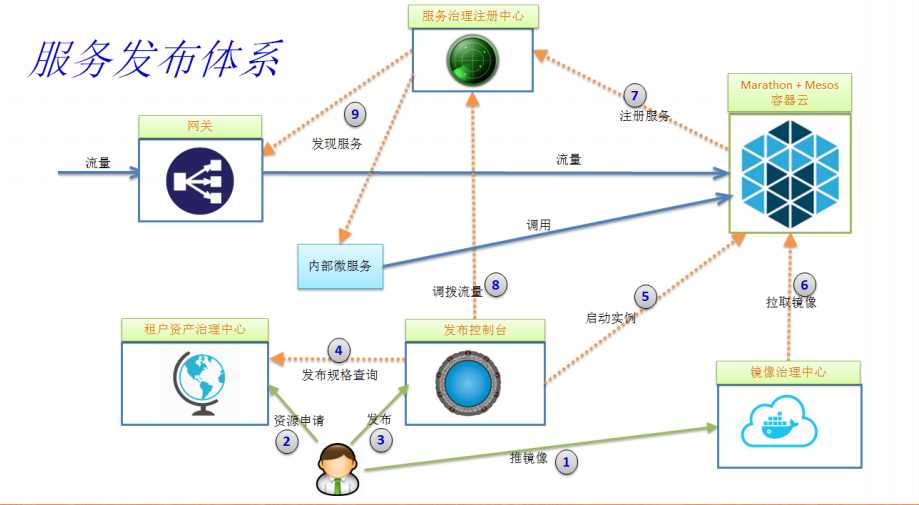 服务治理注册中心
服务发布体系
Marathon + Mesos
容器云
7
注册服务
9
发现服务
网关
流量
流量
调用
内部微服务
8
调拨流量
5
启动实例
6
拉取镜像
租户资产治理中心
发布控制台
4
发布规格查询
镜像治理中心
资源申请
2
发布
3
推镜像
1